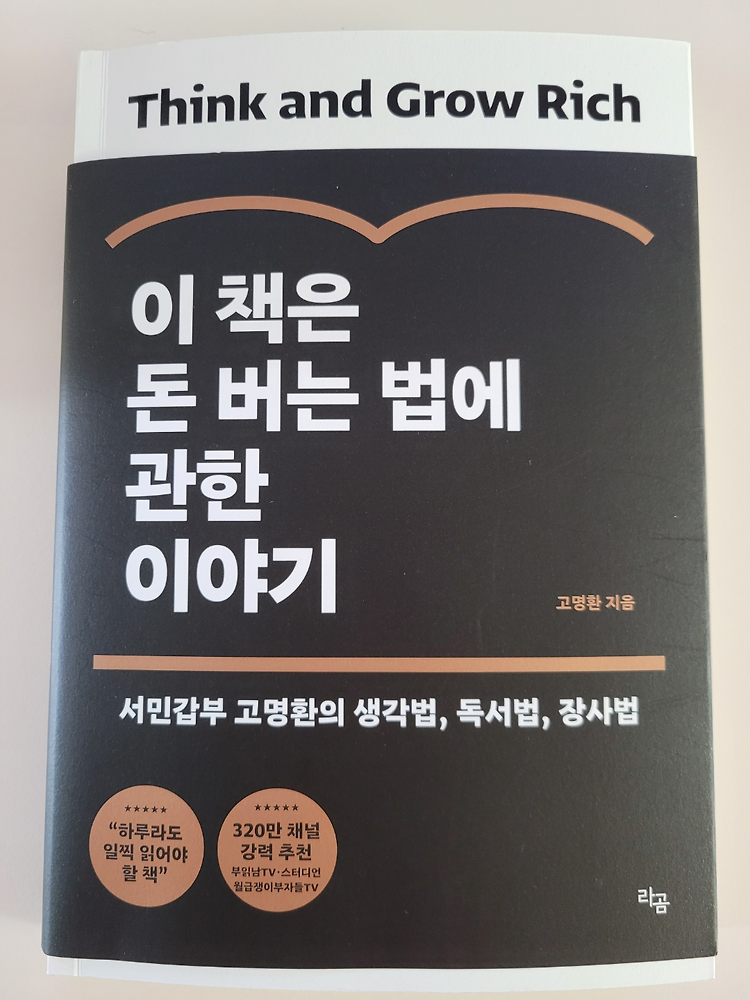 Think and Grow Rich
이 책은
돈 버는 법에
관한
이야기
고명환 지음
서민갑부 고명환의 생각법, 독서법, 장사법
★★★★★
“하루라도
일찍 읽어야
할 책”
★★★★★
320만 채널
강력 추천
부읽남TV·스터디언
월급쟁이부자들TV
라곰